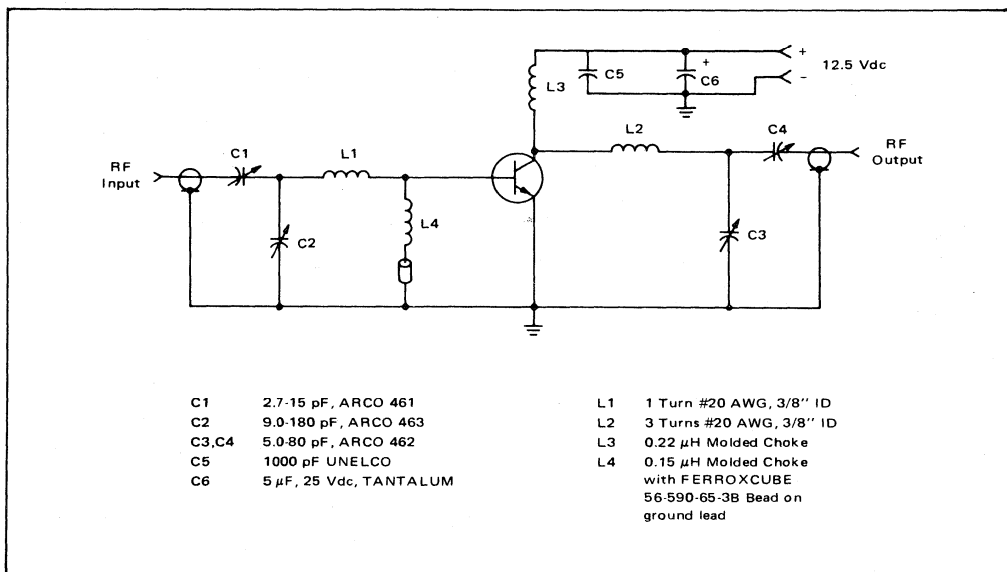 +
12.5 Vdc
−
C5
+
C6
L3
RF
Input
C1
L1
L2
C4
RF
Output
C2
L4
C3
C1 2.7-15 pF, ARCO 461
C2 9.0-180 pF, ARCO 463
C3,C4 5.0-80 pF, ARCO 462
C5 1000 pF UNELCO
C6 5 µF, 25 Vdc, TANTALUM
L1 1 Turn #20 AWG, 3/8'' ID
L2 3 Turns #20 AWG, 3/8'' ID
L3 0.22 µH Molded Choke
L4 0.15 µH Molded Choke
with FERROXCUBE
56-590-65-3B Bead on
ground lead